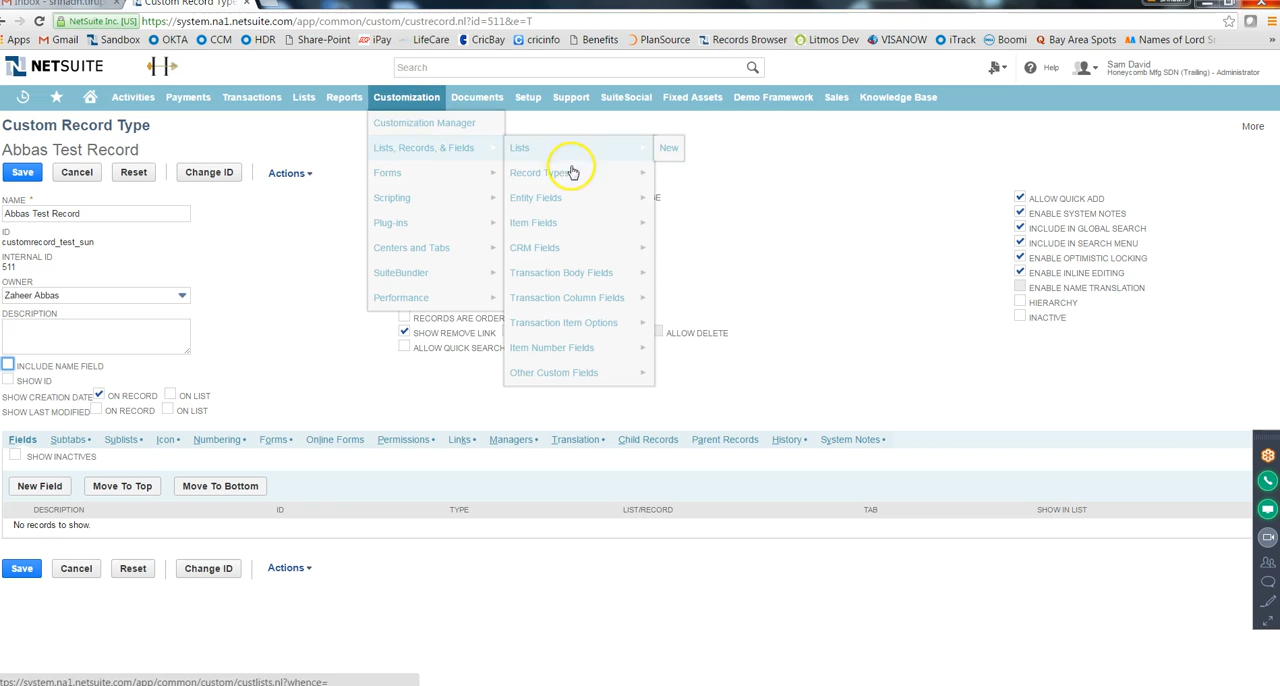 Inbox -
Custom Record Type
NetSuite Inc. [US]
https://system.na1.netsuite.com/app/common/custom/custrecord.nl?id=511&e=T
Apps Gmail Sandbox OKTA CCM HDR Share-Point iPay LifeCare CricBay cricinfo Benefits PlanSource Records Browser Litmos Dev VISANOW iTrack Boomi Bay Area Spots Names of Lord »
NETSUITE
Search
Help
Sam David
Honeycomb Mfg SDN (Trailing) - Administrator
Activities Payments Transactions Lists Reports Customization Documents Setup Support SuiteSocial Fixed Assets Demo Framework Sales Knowledge Base
Custom Record Type
More
Abbas Test Record
Save Cancel Reset Change ID Actions
Customization Manager
Lists, Records, & Fields
Forms
Scripting
Plug-ins
Centers and Tabs
SuiteBundler
Performance
Lists
Record Types
Entity Fields
Item Fields
CRM Fields
Transaction Body Fields
Transaction Column Fields
Transaction Item Options
Item Number Fields
Other Custom Fields
New
NAME *
Abbas Test Record
ID
customrecord_test_sun
INTERNAL ID
511
OWNER
Zaheer Abbas
DESCRIPTION
INCLUDE NAME FIELD
SHOW ID
SHOW CREATION DATE ON RECORD ON LIST
SHOW LAST MODIFIED ON RECORD ON LIST
RECORDS ARE ORDER
SHOW REMOVE LINK
ALLOW DELETE
ALLOW QUICK SEARCH
ALLOW QUICK ADD
ENABLE SYSTEM NOTES
INCLUDE IN GLOBAL SEARCH
INCLUDE IN SEARCH MENU
ENABLE OPTIMISTIC LOCKING
ENABLE INLINE EDITING
ENABLE NAME TRANSLATION
HIERARCHY
INACTIVE
Fields Subtabs • Sublists • Icon • Numbering • Forms • Online Forms Permissions • Links • Managers • Translation • Child Records Parent Records History • System Notes •
SHOW INACTIVES
New Field Move To Top Move To Bottom
DESCRIPTION ID TYPE LIST/RECORD TAB SHOW IN LIST
No records to show.
Save Cancel Reset Change ID Actions
ttps://system.na1.netsuite.com/app/common/custom/custlists.nl?whence=